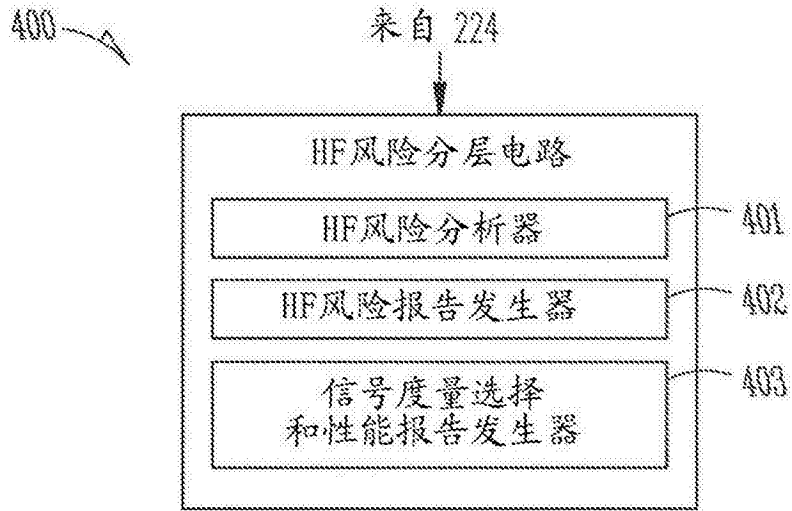 400
来自 224
HF风险分层电路
HF风险分析器
401
HF风险报告发生器
402
信号度量选择
和性能报告发生器
403